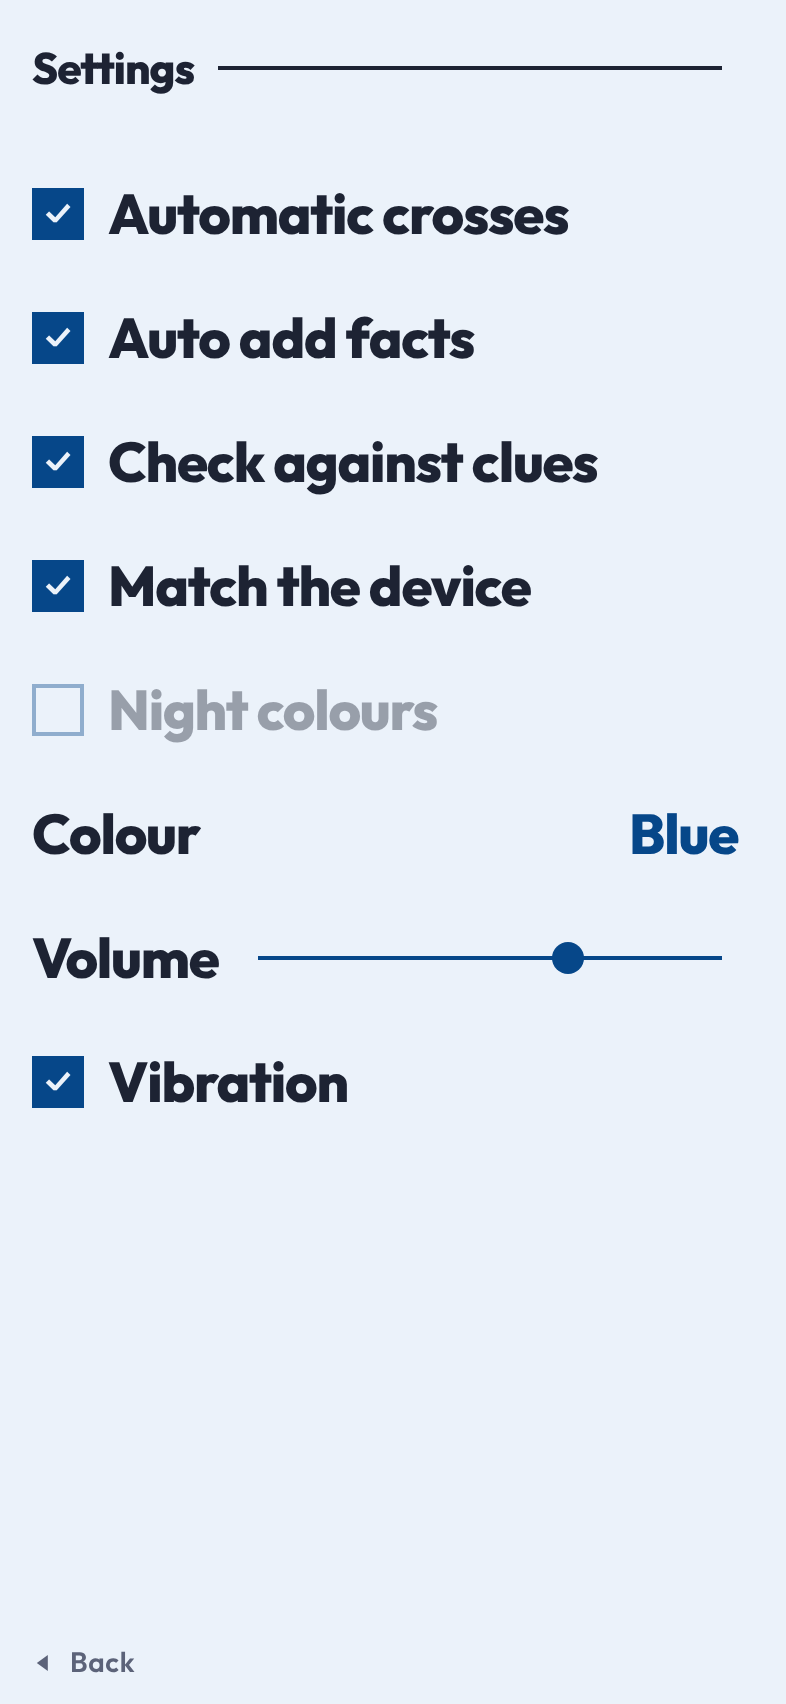 Settings
Automatic crosses
Auto add facts
Check against clues
Match the device
Night colours
Colour Blue
Volume
Vibration
Back